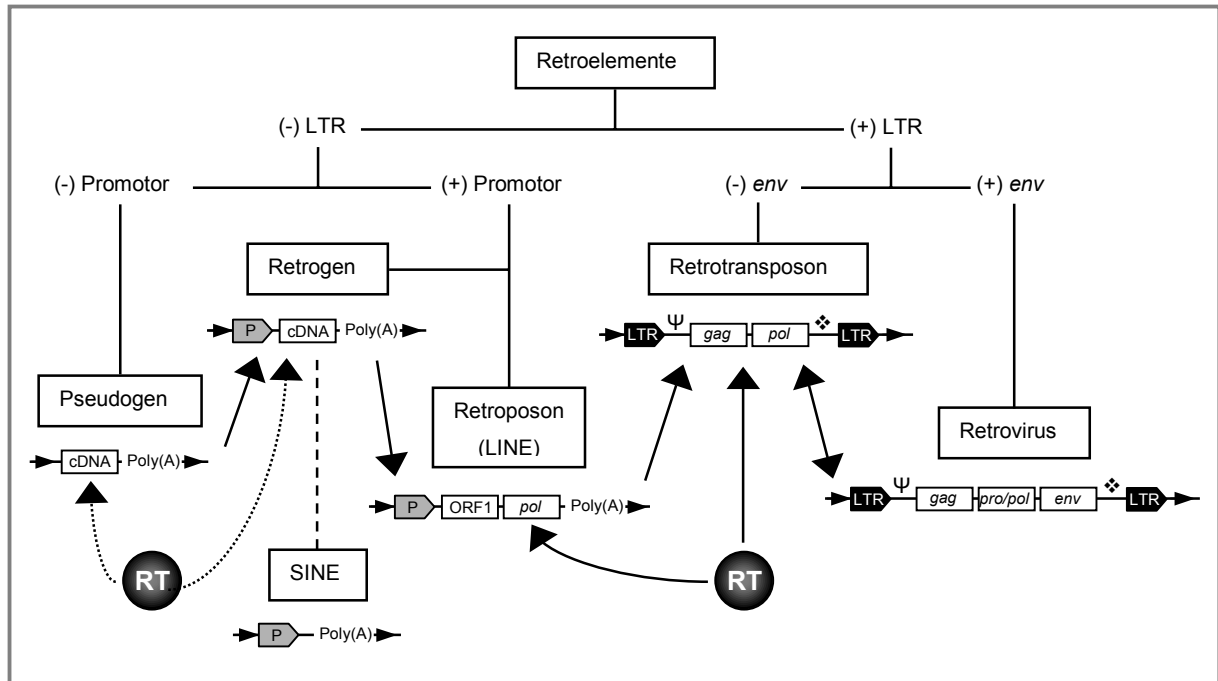 Retroelemente
(-) LTR
(+) LTR
(-) Promotor
(+) Promotor
(-) env
(+) env
Retrogen
Retrotransposon
P cDNA Poly(A)
LTR Ψ gag pol ❖ LTR
Pseudogen
Retroposon
(LINE)
Retrovirus
cDNA Poly(A)
P ORF1 pol Poly(A)
LTR Ψ gag pro/pol env ❖ LTR
RT
SINE
RT
P Poly(A)